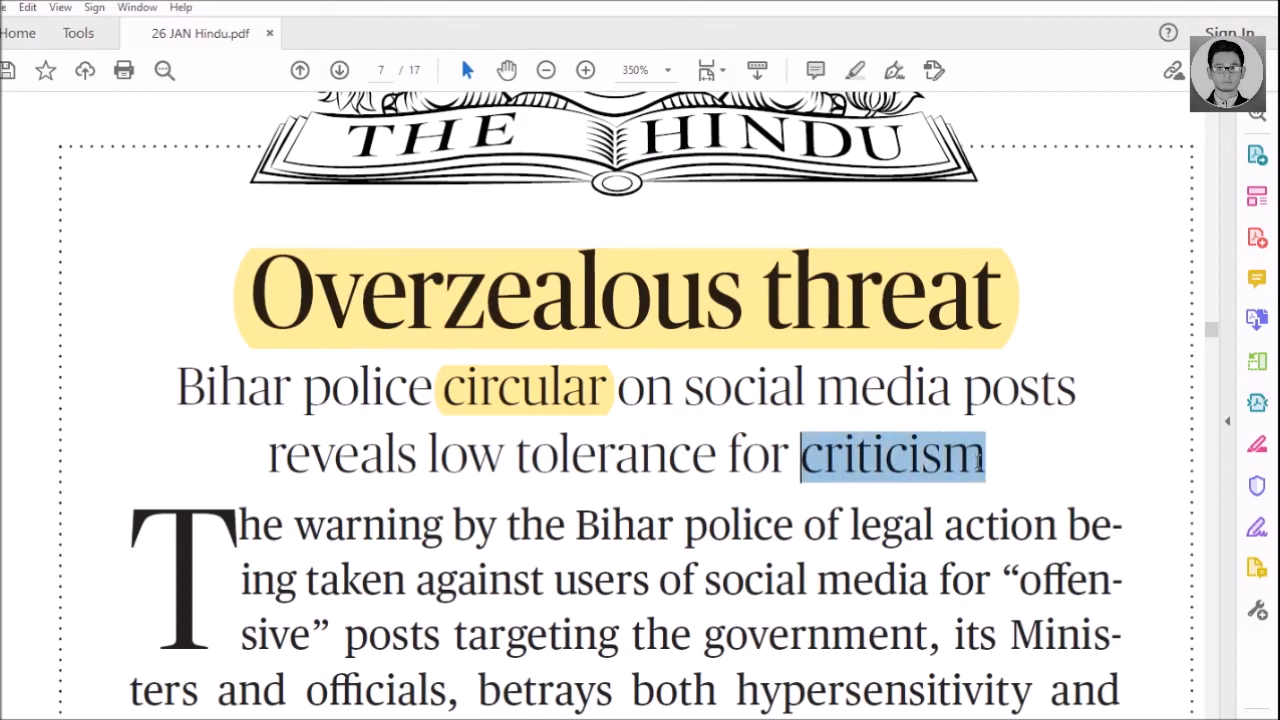 e Edit View Sign Window Help
Home Tools 26 JAN Hindu.pdf × Sign In
7 / 17 350%
THE HINDU
Overzealous threat
Bihar police circular on social media posts
reveals low tolerance for criticism
The warning by the Bihar police of legal action be-
ing taken against users of social media for “offen-
sive” posts targeting the government, its Minis-
ters and officials, betrays both hypersensitivity and